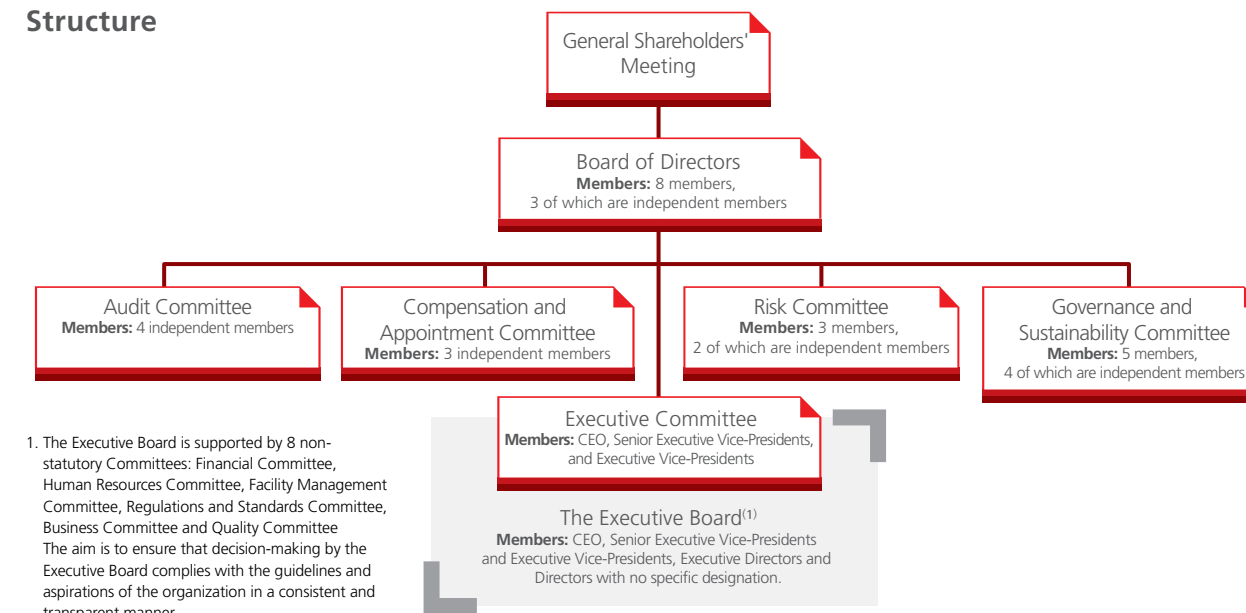 Structure
General Shareholders'
Meeting
Board of Directors
Members: 8 members,
3 of which are independent members
Audit Committee
Members: 4 independent members
Compensation and
Appointment Committee
Members: 3 independent members
Risk Committee
Members: 3 members,
2 of which are independent members
Governance and
Sustainability Committee
Members: 5 members,
4 of which are independent members
Executive Committee
Members: CEO, Senior Executive Vice-Presidents,
and Executive Vice-Presidents
The Executive Board(1)
Members: CEO, Senior Executive Vice-Presidents
and Executive Vice-Presidents, Executive Directors and
Directors with no specific designation.
1. The Executive Board is supported by 8 non-
statutory Committees: Financial Committee,
Human Resources Committee, Facility Management
Committee, Regulations and Standards Committee,
Business Committee and Quality Committee
The aim is to ensure that decision-making by the
Executive Board complies with the guidelines and
aspirations of the organization in a consistent and
transparent manner